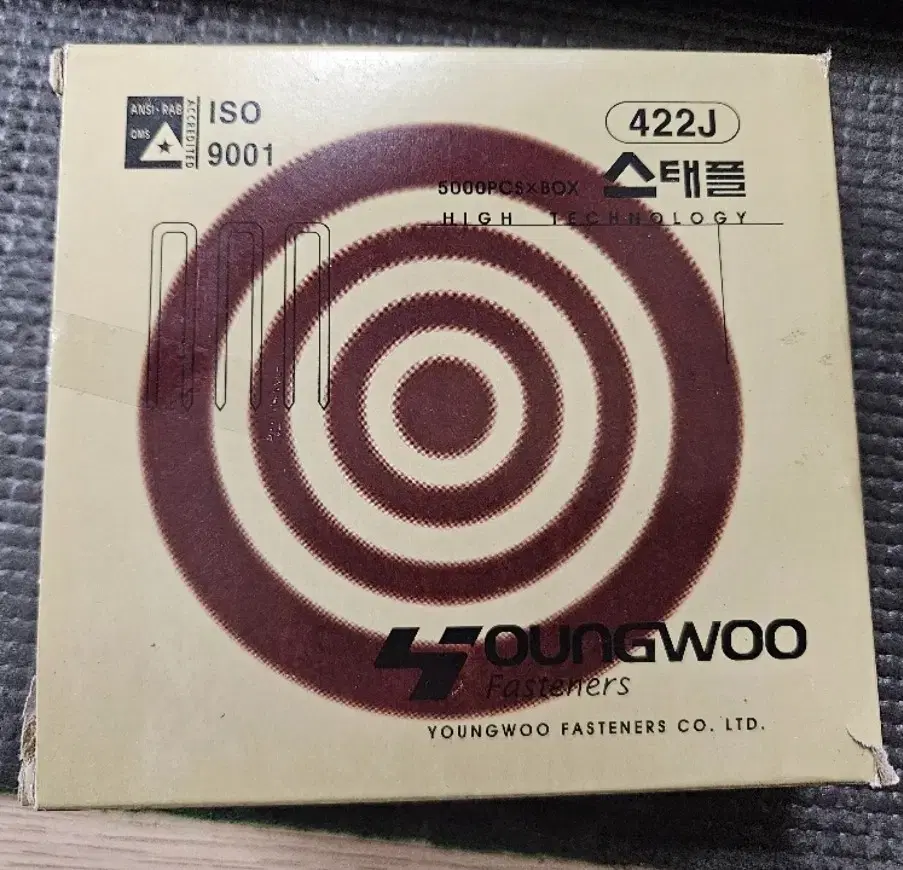 ANSI-RAB
QMS
ACCREDITED
ISO
9001
422J
5000PCS×BOX 스태플
HIGH TECHNOLOGY
YOUNGWOO
Fasteners
YOUNGWOO FASTENERS CO. LTD.